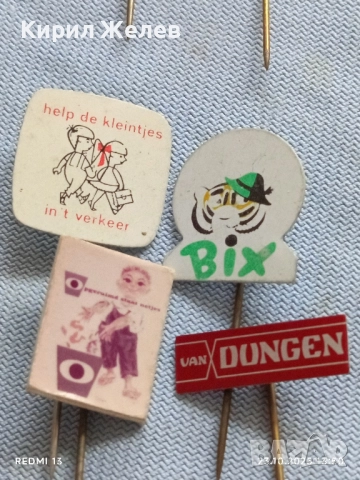 Кирил Желев
help de kleintjes
in 't verkeer
Bix
VAN DUNGEN
REDMI 13